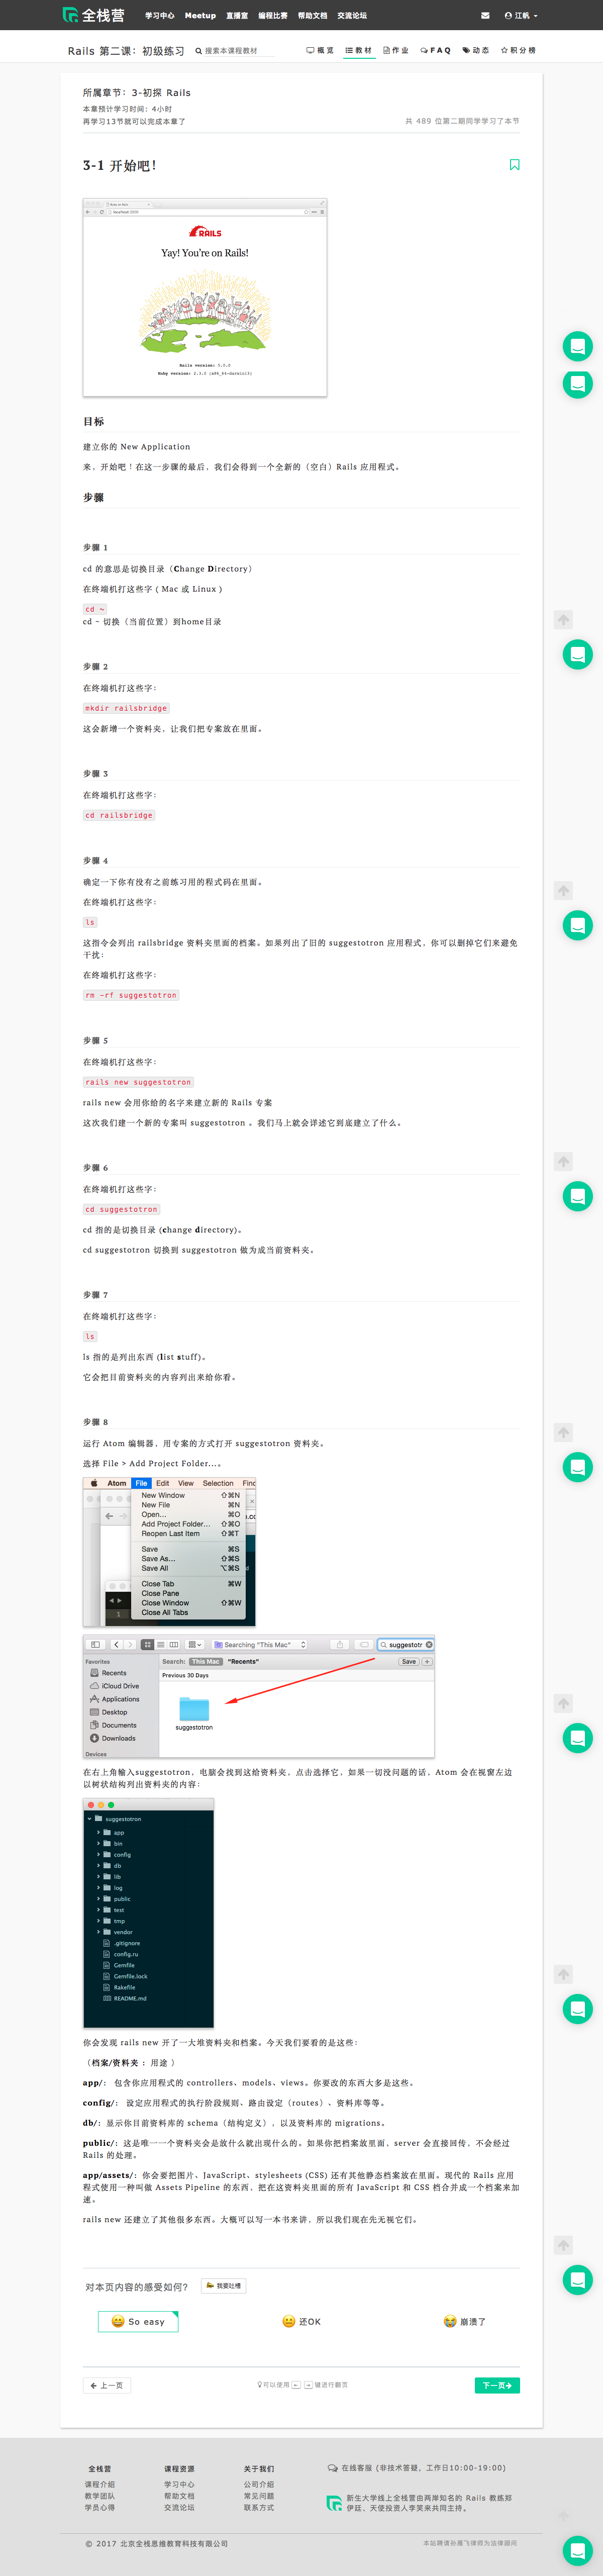 全栈营
学习中心 Meetup 直播室 编程比赛 帮助文档 交流论坛
江帆
Rails 第二课：初级练习
搜索本课程教材
概览 教材 作业 FAQ 动态 积分榜
所属章节：3-初探 Rails
本章预计学习时间：4小时
再学习13节就可以完成本章了
共 489 位第二期同学学习了本节
3-1 开始吧！
Ruby on Rails
localhost:3000
RAILS
Yay! You're on Rails!
Rails version: 5.0.0
Ruby version: 2.3.0 (x86_64-darwin15)
目标
建立你的 New Application
来，开始吧！在这一步骤的最后，我们会得到一个全新的（空白）Rails 应用程式。
步骤
步骤 1
cd 的意思是切换目录（Change Directory）
在终端机打这些字 ( Mac 或 Linux )
cd ~
cd ~ 切换（当前位置）到home目录
步骤 2
在终端机打这些字：
mkdir railsbridge
这会新增一个资料夹，让我们把专案放在里面。
步骤 3
在终端机打这些字：
cd railsbridge
步骤 4
确定一下你有没有之前练习用的程式码在里面。
在终端机打这些字：
ls
这指令会列出 railsbridge 资料夹里面的档案。如果列出了旧的 suggestotron 应用程式，你可以删掉它们来避免
干扰：
在终端机打这些字：
rm -rf suggestotron
步骤 5
在终端机打这些字：
rails new suggestotron
rails new 会用你给的名字来建立新的 Rails 专案
这次我们建一个新的专案叫 suggestotron 。我们马上就会详述它到底建立了什么。
步骤 6
在终端机打这些字：
cd suggestotron
cd 指的是切换目录 (change directory)。
cd suggestotron 切换到 suggestotron 做为成当前资料夹。
步骤 7
在终端机打这些字：
ls
ls 指的是列出东西 (list stuff)。
它会把目前资料夹的内容列出来给你看。
步骤 8
运行 Atom 编辑器，用专案的方式打开 suggestotron 资料夹。
选择 File > Add Project Folder...。
Atom File Edit View Selection Find
New Window ⇧⌘N
New File ⌘N
Open... ⌘O
Add Project Folder... ⇧⌘O
Reopen Last Item ⇧⌘T
Save ⌘S
Save As... ⇧⌘S
Save All ⌥⌘S
Close Tab ⌘W
Close Pane
Close Window ⇧⌘W
Close All Tabs
1
Searching "This Mac"
suggestotr
Favorites
Search: This Mac "Recents" Save +
Recents
Previous 30 Days
iCloud Drive
Applications
Desktop
Documents
Downloads
Devices
suggestotron
在右上角输入suggestotron，电脑会找到这给资料夹，点击选择它，如果一切没问题的话，Atom 会在视窗左边
以树状结构列出资料夹的内容：
suggestotron
app
bin
config
db
lib
log
public
test
tmp
vendor
.gitignore
config.ru
Gemfile
Gemfile.lock
Rakefile
README.md
你会发现 rails new 开了一大堆资料夹和档案。今天我们要看的是这些：
（档案/资料夹 ： 用途 ）
app/： 包含你应用程式的 controllers、models、views。你要改的东西大多是这些。
config/： 设定应用程式的执行阶段规则、路由设定（routes）、资料库等等。
db/：显示你目前资料库的 schema（结构定义），以及资料库的 migrations。
public/：这是唯一一个资料夹会是放什么就出现什么的。如果你把档案放里面，server 会直接回传，不会经过
Rails 的处理。
app/assets/：你会要把图片、JavaScript、stylesheets (CSS) 还有其他静态档案放在里面。现代的 Rails 应用
程式使用一种叫做 Assets Pipeline 的东西，把在这资料夹里面的所有 JavaScript 和 CSS 档合并成一个档案来加
速。
rails new 还建立了其他很多东西。大概可以写一本书来讲，所以我们现在先无视它们。
对本页内容的感受如何？ 我要吐槽
So easy 还OK 崩溃了
← 上一页
可以使用 ← → 键进行翻页
下一页→
全栈营 课程资源 关于我们
课程介绍 学习中心 公司介绍
教学团队 帮助文档 常见问题
学员心得 交流论坛 联系方式
在线客服 (非技术答疑，工作日10:00-19:00)
新生大学线上全栈营由两岸知名的 Rails 教练郑
伊廷、天使投资人李笑来共同主持。
© 2017 北京全栈思维教育科技有限公司
本站聘请孙雁飞律师为法律顾问